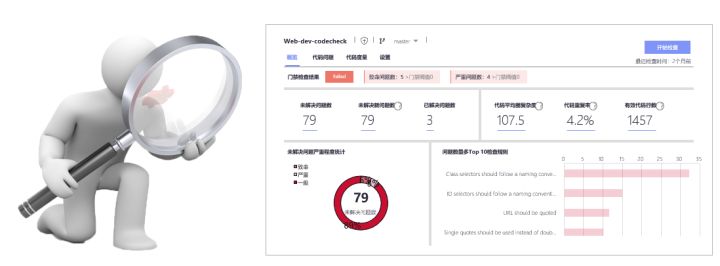 Web-dev-codecheck master
开始检查
概览 代码问题 代码度量 设置
最近检查时间：2个月前
门禁检查结果 Failed 致命问题数：5 >门禁阈值0 严重问题数：4 >门禁阈值0
未解决问题数 未解决新问题数 已解决问题数 代码平均圈复杂度 代码重复率 有效代码行数
79 79 3 107.5 4.2% 1457
未解决问题严重程度统计
问题数量多Top 10检查规则
致命
严重
一般
79
未解决问题数
0 5 10 15 20 25 30 35
Class selectors should follow a naming conve...
ID selectors should follow a naming convent...
URL should be quoted
Single quotes should be used instead of doub...